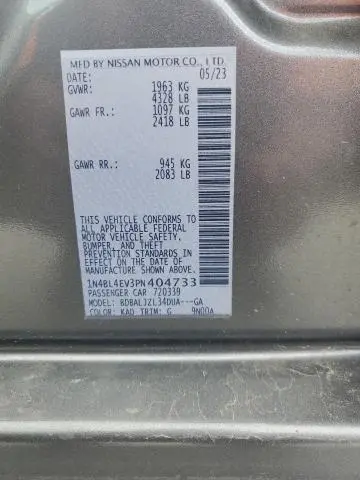 MFD BY NISSAN MOTOR CO., LTD.
DATE: 05/23
GVWR: 1963 KG
4328 LB
GAWR FR.: 1097 KG
2418 LB
GAWR RR.: 945 KG
2083 LB
THIS VEHICLE CONFORMS TO
ALL APPLICABLE FEDERAL
MOTOR VEHICLE SAFETY,
BUMPER, AND THEFT
PREVENTION STANDARDS
IN EFFECT ON THE DATE OF
MANUFACTURE SHOWN ABOVE.
1N4BL4EV3PN404733
PASSENGER CAR 720339
MODEL: BDBALJZL34DUA---GA
COLOR: KAD TRIM: G 9N00A